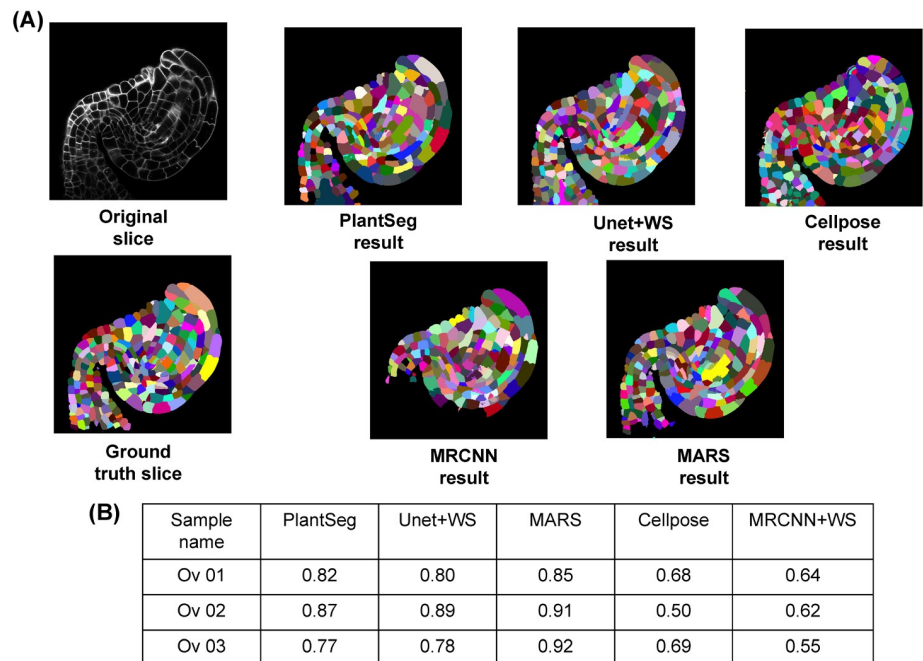 (A)
Original
slice
PlantSeg
result
Unet+WS
result
Cellpose
result
Ground
truth slice
MRCNN
result
MARS
result
(B)
Sample
name
PlantSeg
Unet+WS
MARS
Cellpose
MRCNN+WS
Ov 01
0.82
0.80
0.85
0.68
0.64
Ov 02
0.87
0.89
0.91
0.50
0.62
Ov 03
0.77
0.78
0.92
0.69
0.55